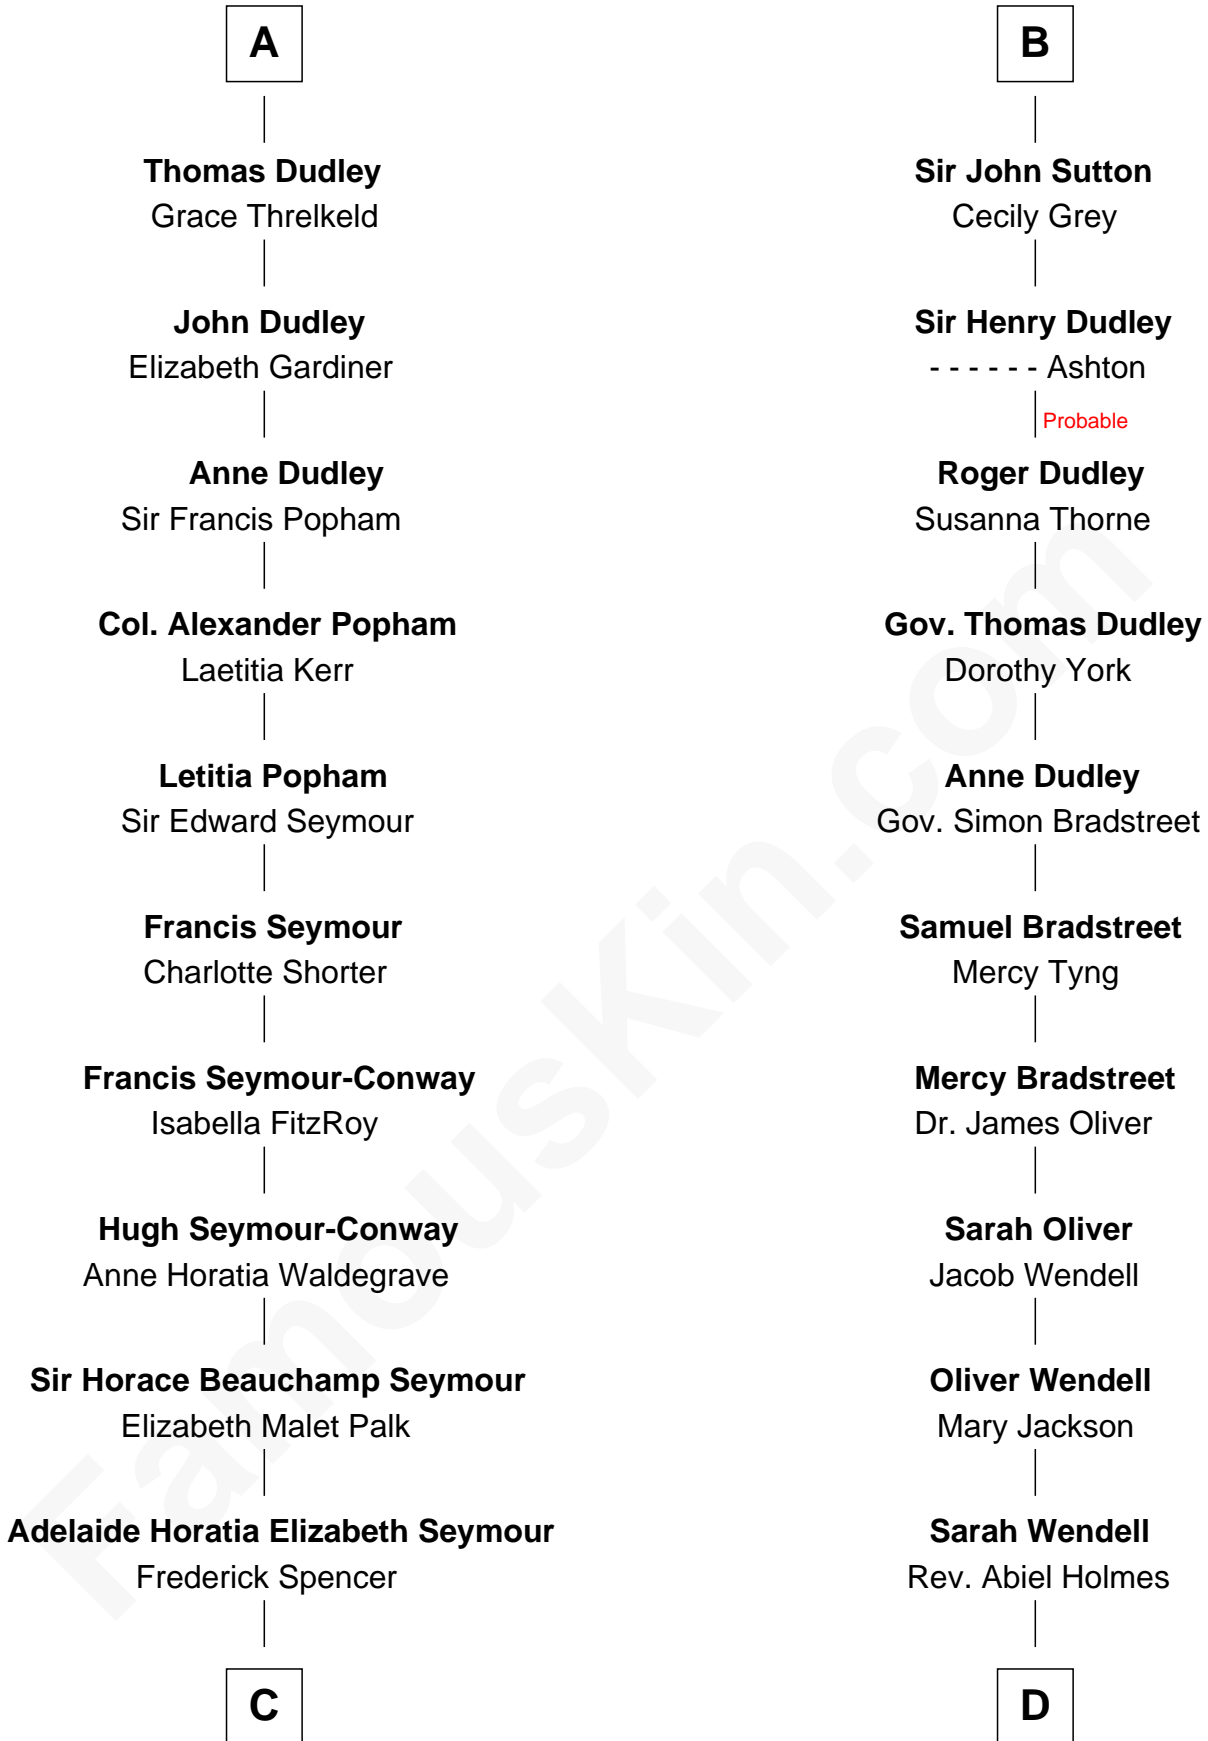 A
Thomas Dudley
Grace Threlkeld
John Dudley
Elizabeth Gardiner
Anne Dudley
Sir Francis Popham
Col. Alexander Popham
Laetitia Kerr
Letitia Popham
Sir Edward Seymour
Francis Seymour
Charlotte Shorter
Francis Seymour-Conway
Isabella FitzRoy
Hugh Seymour-Conway
Anne Horatia Waldegrave
Sir Horace Beauchamp Seymour
Elizabeth Malet Palk
Adelaide Horatia Elizabeth Seymour
Frederick Spencer
C
B
Sir John Sutton
Cecily Grey
Sir Henry Dudley
- - - - - - Ashton
Probable
Roger Dudley
Susanna Thorne
Gov. Thomas Dudley
Dorothy York
Anne Dudley
Gov. Simon Bradstreet
Samuel Bradstreet
Mercy Tyng
Mercy Bradstreet
Dr. James Oliver
Sarah Oliver
Jacob Wendell
Oliver Wendell
Mary Jackson
Sarah Wendell
Rev. Abiel Holmes
D
FamousKin.com